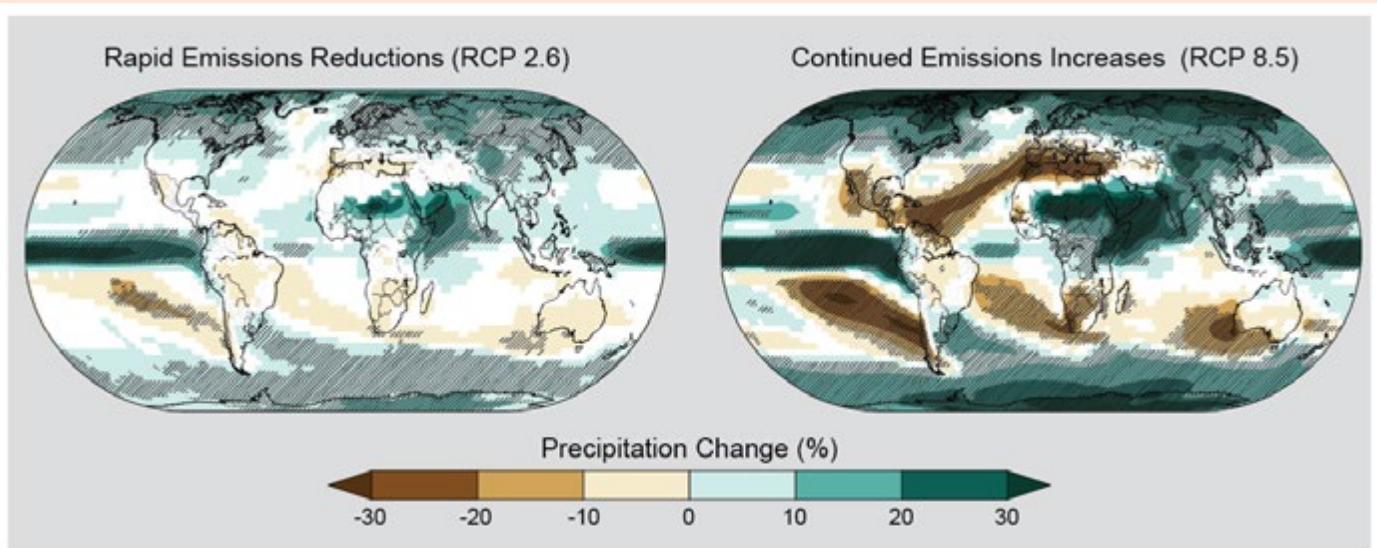 Rapid Emissions Reductions (RCP 2.6)
Continued Emissions Increases (RCP 8.5)
Precipitation Change (%)
-30 -20 -10 0 10 20 30